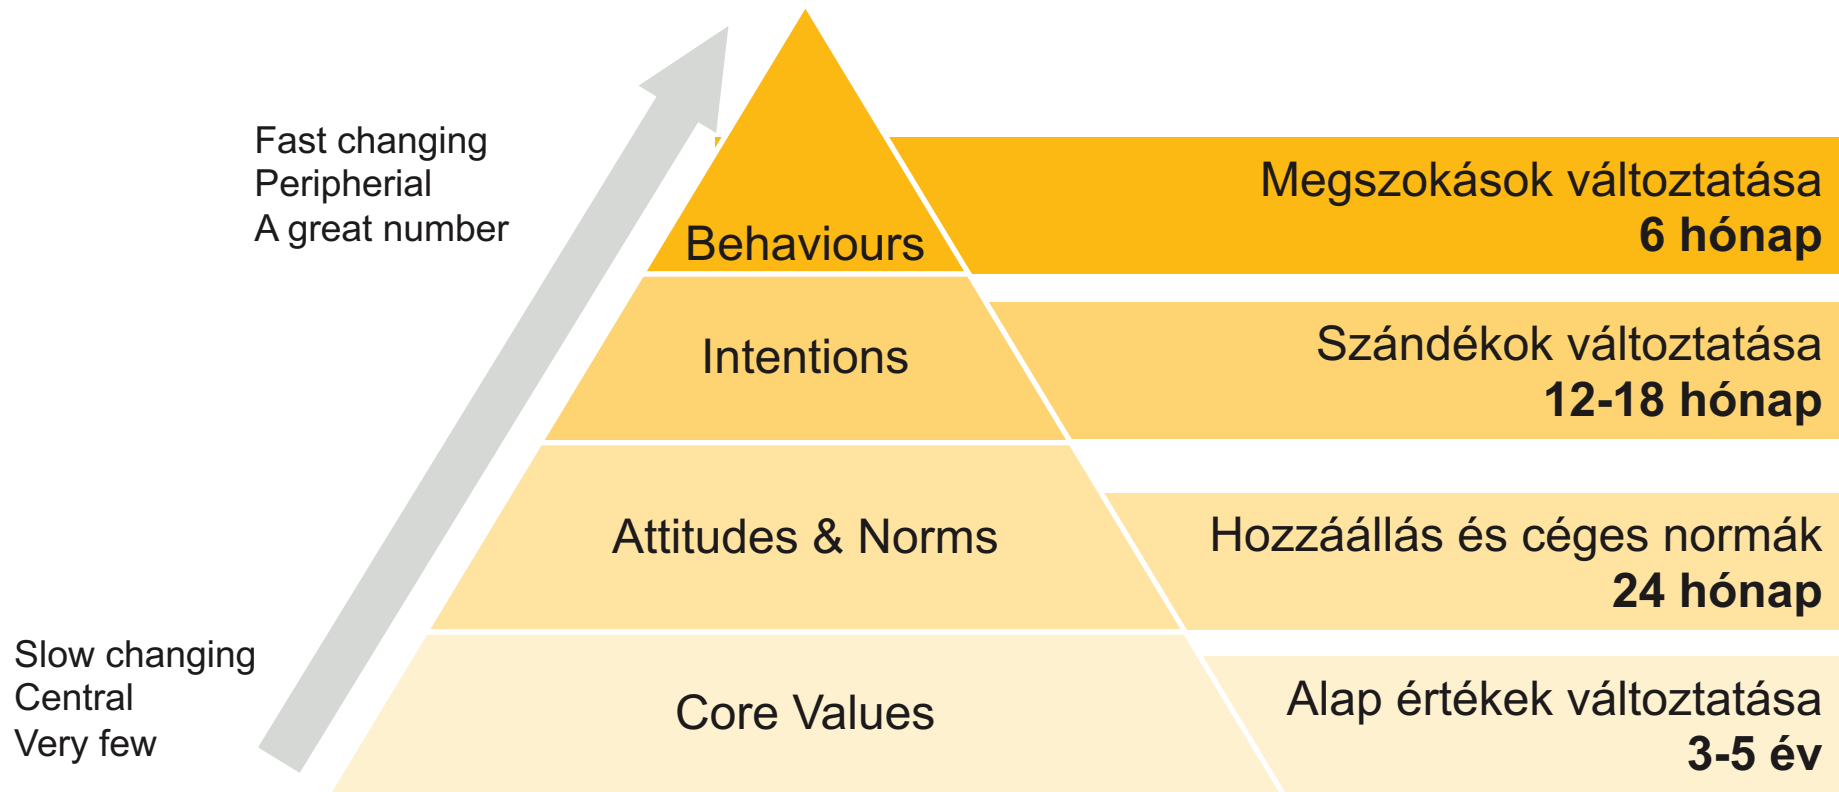 Fast changing
Peripherial
A great number
Behaviours
Megszokások változtatása
6 hónap
Intentions
Szándékok változtatása
12-18 hónap
Attitudes & Norms
Hozzáállás és céges normák
24 hónap
Slow changing
Central
Very few
Core Values
Alap értékek változtatása
3-5 év